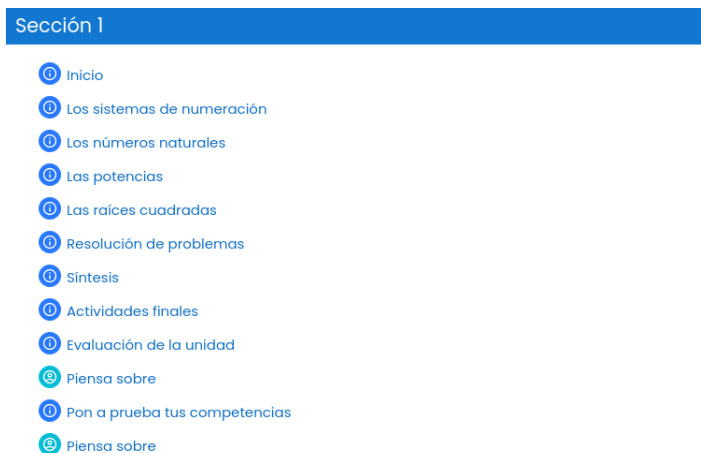 Sección 1
Inicio
Los sistemas de numeración
Los números naturales
Las potencias
Las raíces cuadradas
Resolución de problemas
Síntesis
Actividades finales
Evaluación de la unidad
Piensa sobre
Pon a prueba tus competencias
Piensa sobre